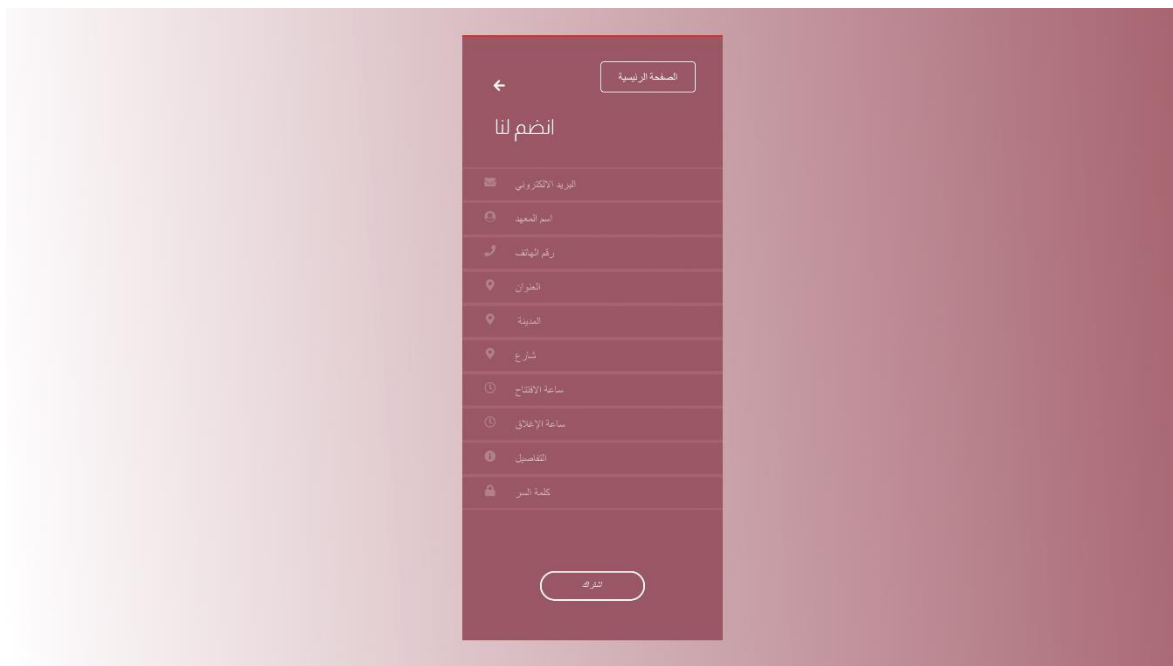 الصفحة الرئيسية
انضم لنا
البريد الالكتروني
اسم المعهد
رقم الهاتف
العنوان
المدينة
شارع
ساعة الافتتاح
ساعة الإغلاق
التفاصيل
كلمة السر
اشتراك